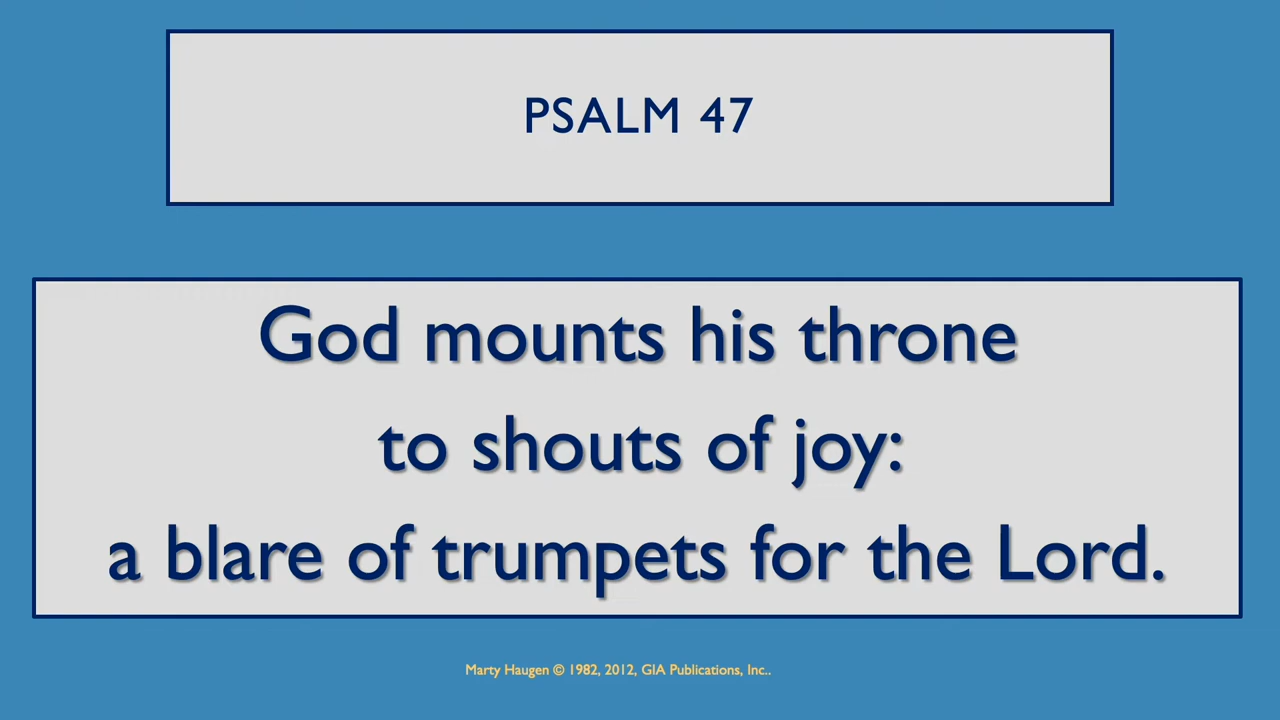 PSALM 47
God mounts his throne
to shouts of joy:
a blare of trumpets for the Lord.
Marty Haugen © 1982, 2012, GIA Publications, Inc..